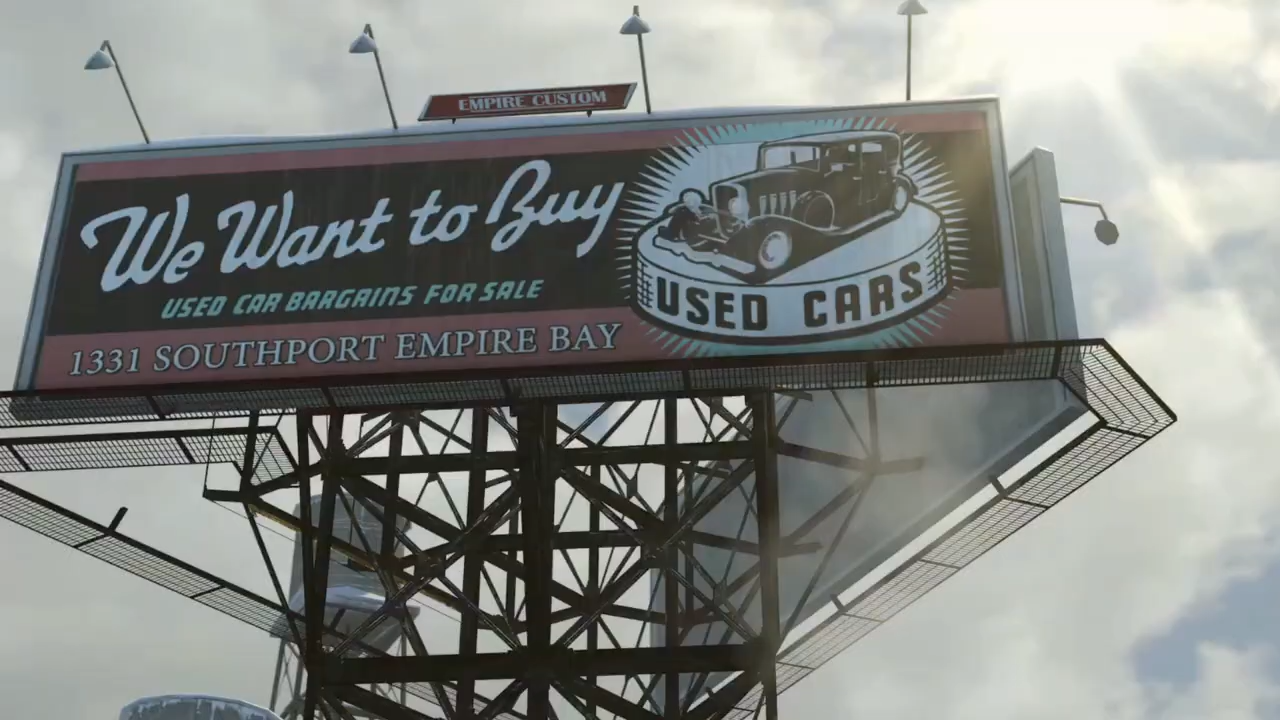 EMPIRE CUSTOM
We Want to Buy
USED CAR BARGAINS FOR SALE
1331 SOUTHPORT EMPIRE BAY
USED CARS